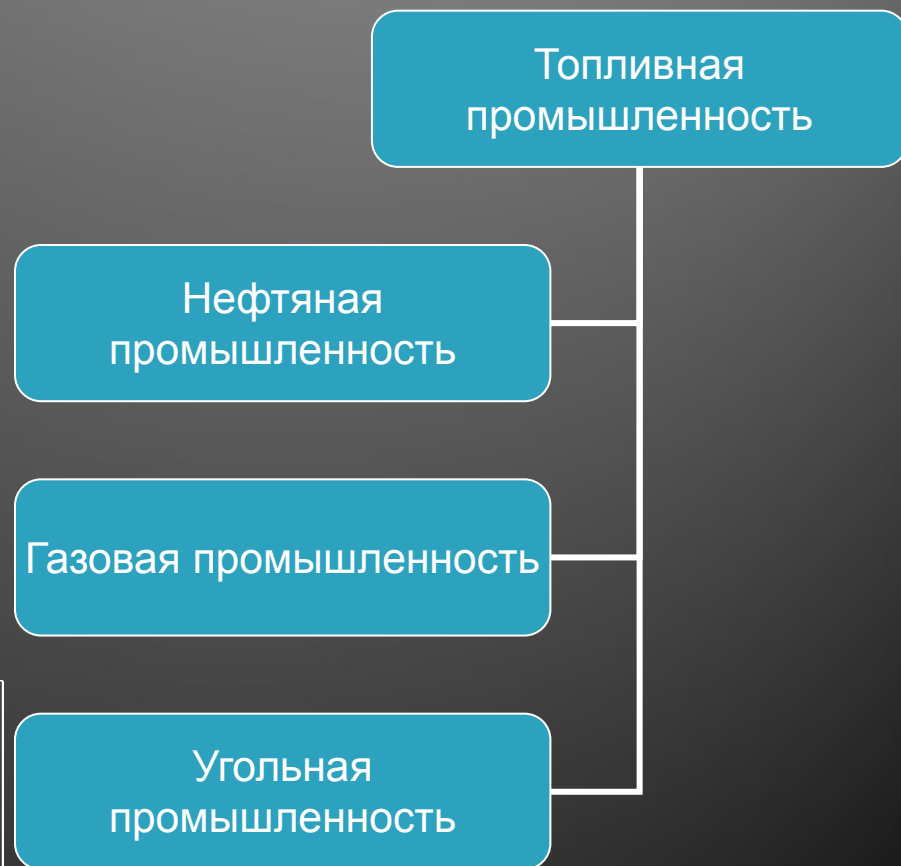 Топливная
промышленность
Нефтяная
промышленность
Газовая промышленность
Угольная
промышленность